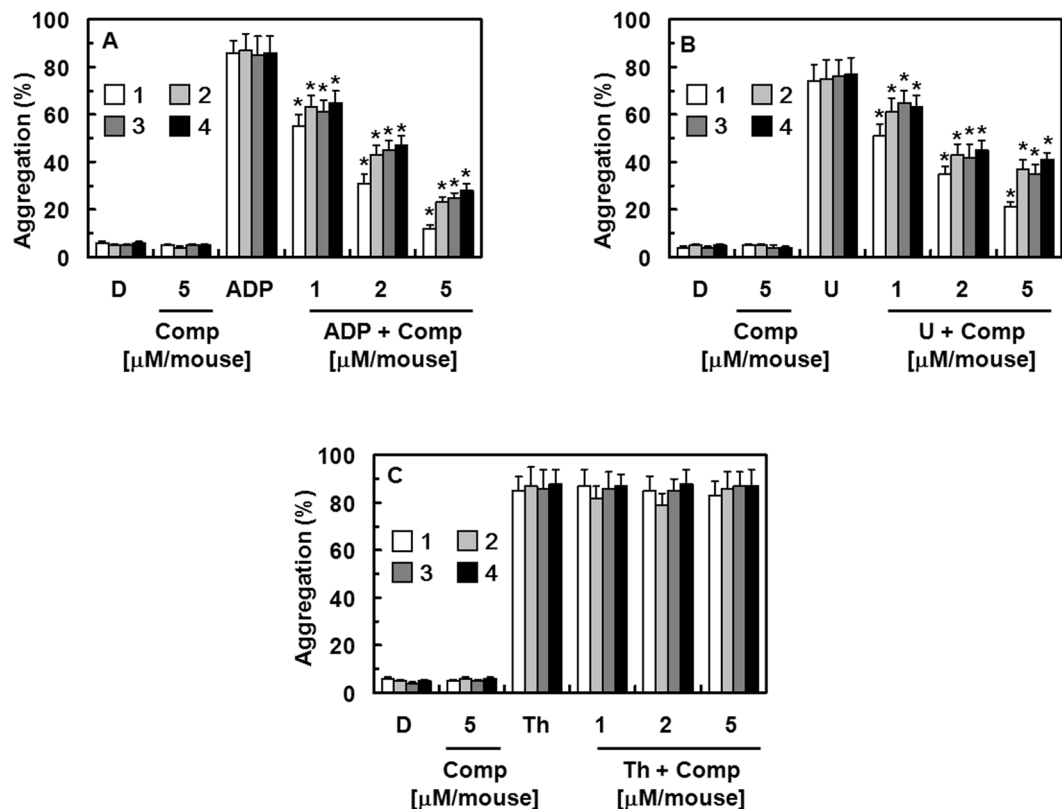 A
Aggregation (%)
100
80
60
40
20
0
1 2
3 4
* * * *
* * * *
* * * *
D 5 ADP 1 2 5
Comp ADP + Comp
[µM/mouse] [µM/mouse]
B
Aggregation (%)
100
80
60
40
20
0
1 2
3 4
* * * *
* * * *
* * * *
D 5 U 1 2 5
Comp U + Comp
[µM/mouse] [µM/mouse]
C
Aggregation (%)
100
80
60
40
20
0
1 2
3 4
D 5 Th 1 2 5
Comp Th + Comp
[µM/mouse] [µM/mouse]